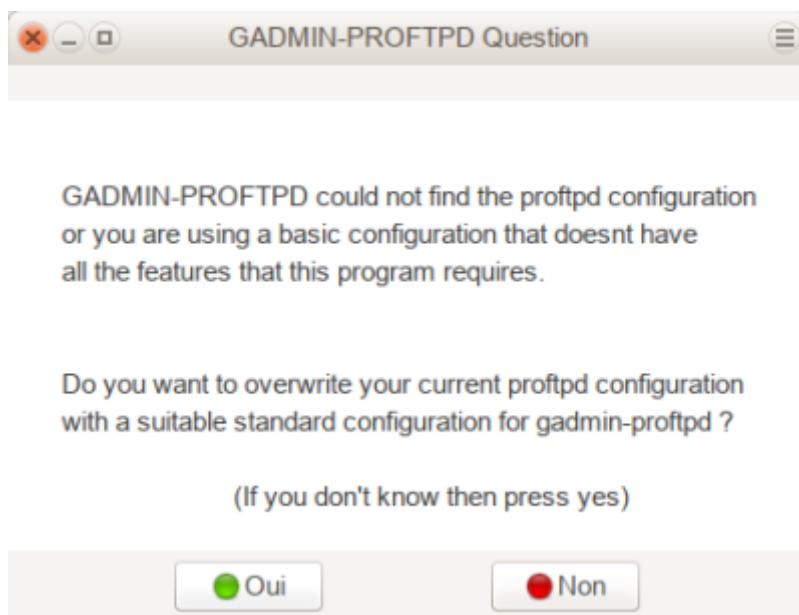 GADMIN-PROFTPD Question
GADMIN-PROFTPD could not find the proftpd configuration
or you are using a basic configuration that doesnt have
all the features that this program requires.
Do you want to overwrite your current proftpd configuration
with a suitable standard configuration for gadmin-proftpd ?
(If you don't know then press yes)
Oui
Non